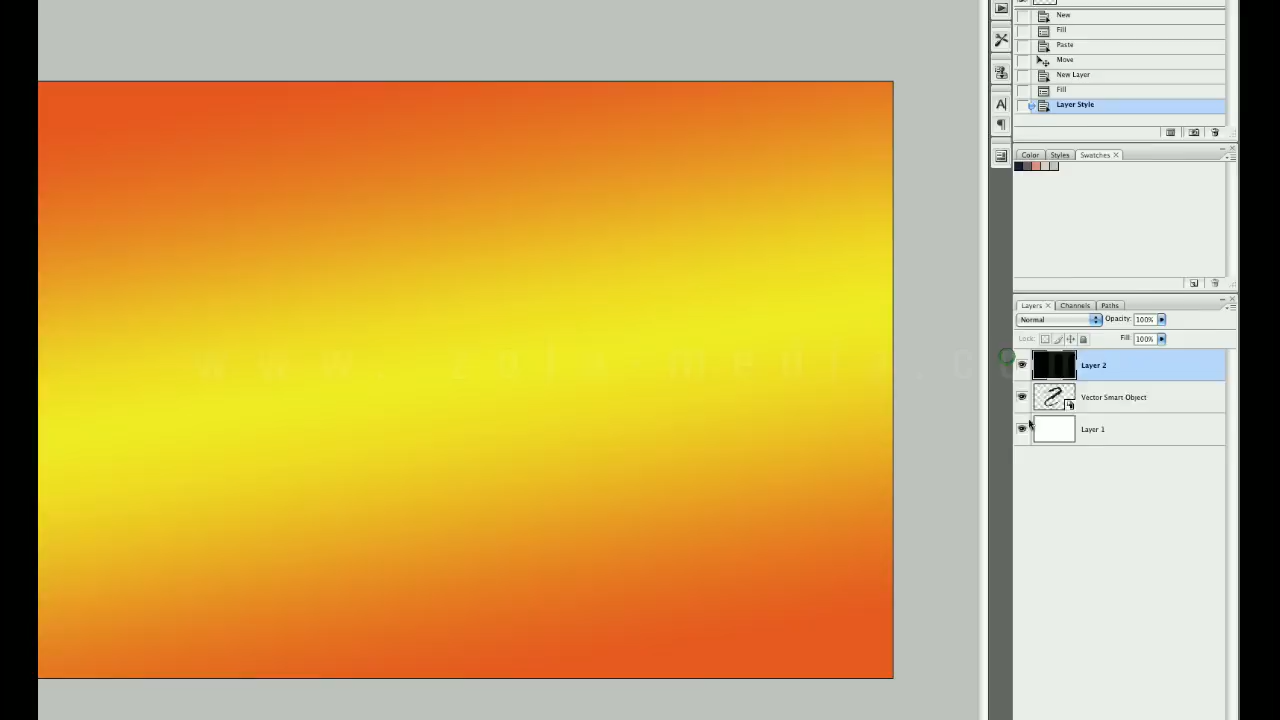 New
Fill
Paste
Move
New Layer
Fill
Layer Style
Color Styles Swatches
Layers Channels Paths
Normal Opacity: 100%
Lock: Fill: 100%
Layer 2
Vector Smart Object
Layer 1